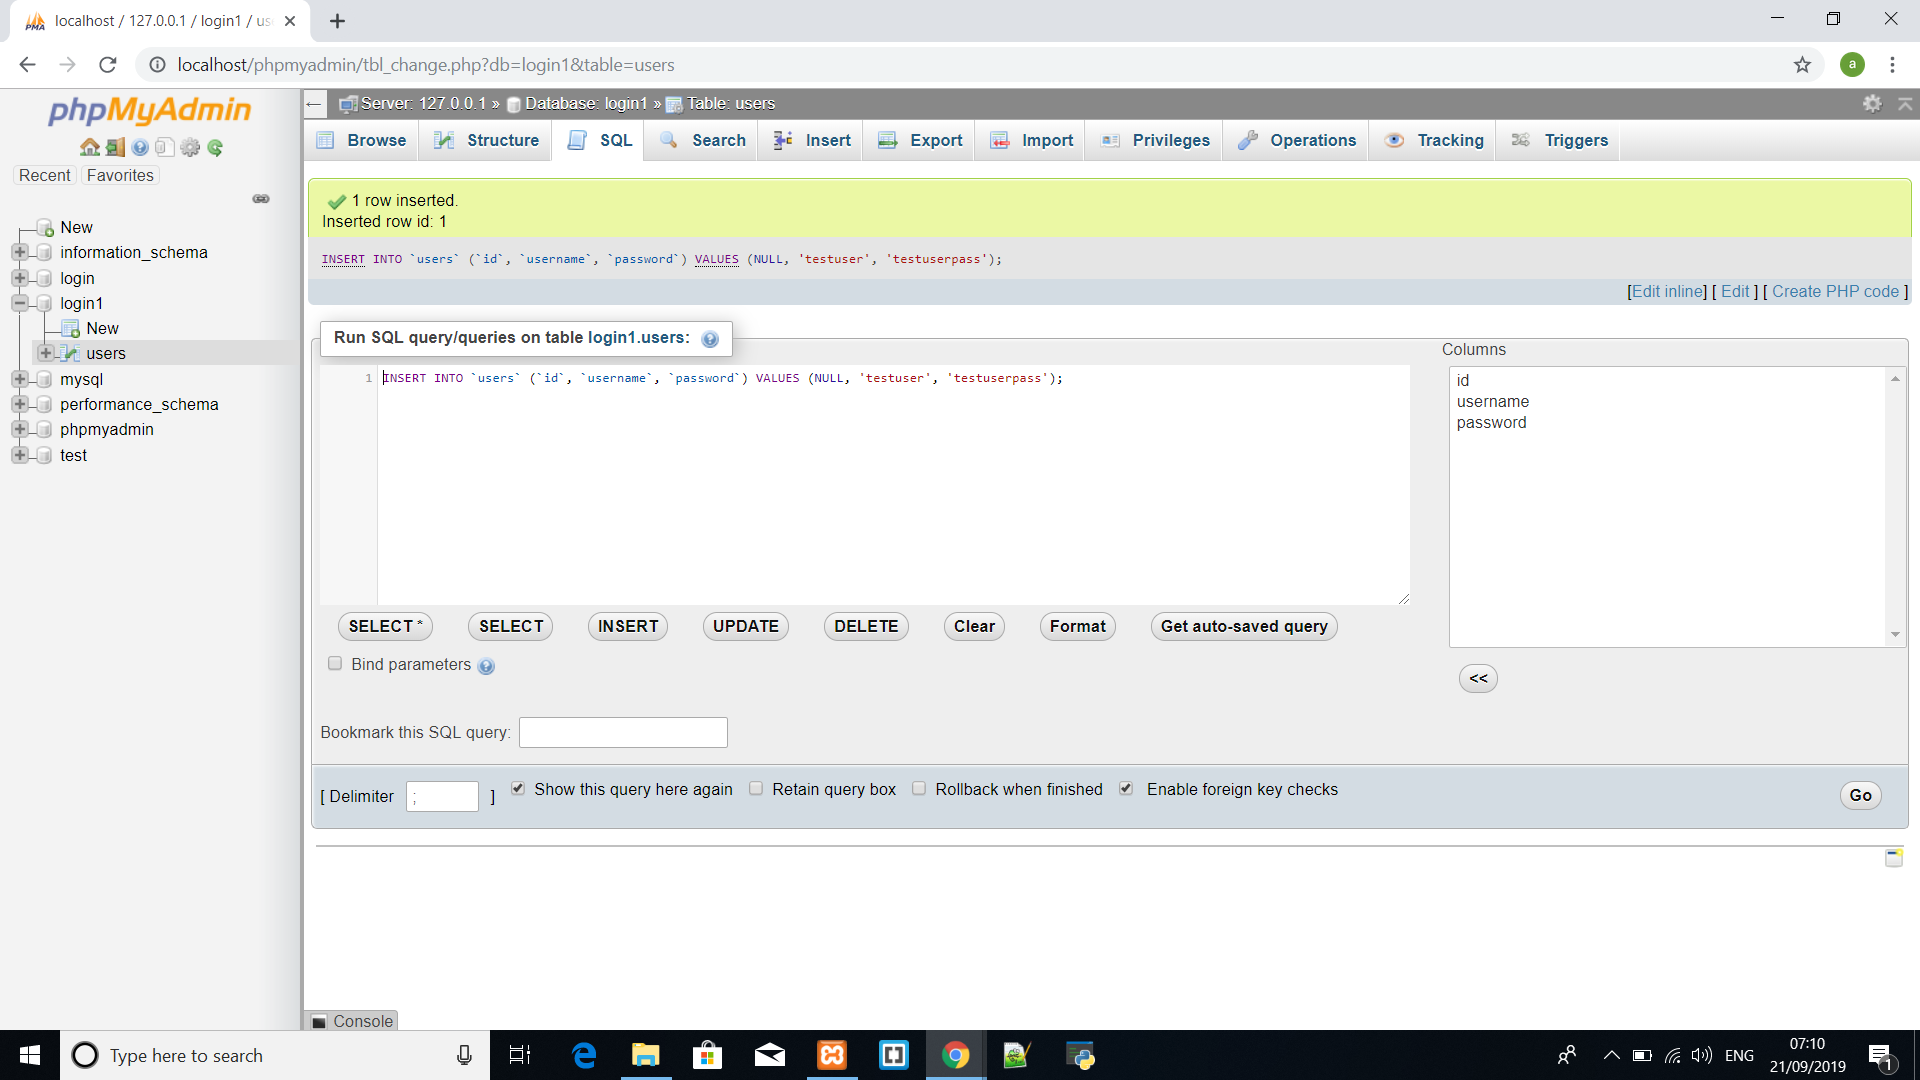 localhost / 127.0.0.1 / login1 / us
localhost/phpmyadmin/tbl_change.php?db=login1&table=users
a
phpMyAdmin
Recent Favorites
New
information_schema
login
login1
New
users
mysql
performance_schema
phpmyadmin
test
Server: 127.0.0.1 » Database: login1 » Table: users
Browse Structure SQL Search Insert Export Import Privileges Operations Tracking Triggers
1 row inserted.
Inserted row id: 1
INSERT INTO `users` (`id`, `username`, `password`) VALUES (NULL, 'testuser', 'testuserpass');
[Edit inline] [ Edit ] [ Create PHP code ]
Run SQL query/queries on table login1.users:
1 INSERT INTO `users` (`id`, `username`, `password`) VALUES (NULL, 'testuser', 'testuserpass');
Columns
id
username
password
SELECT * SELECT INSERT UPDATE DELETE Clear Format Get auto-saved query
<<
Bind parameters
Bookmark this SQL query:
[ Delimiter ; ] Show this query here again Retain query box Rollback when finished Enable foreign key checks
Go
Console
Type here to search
ENG
07:10
21/09/2019
1